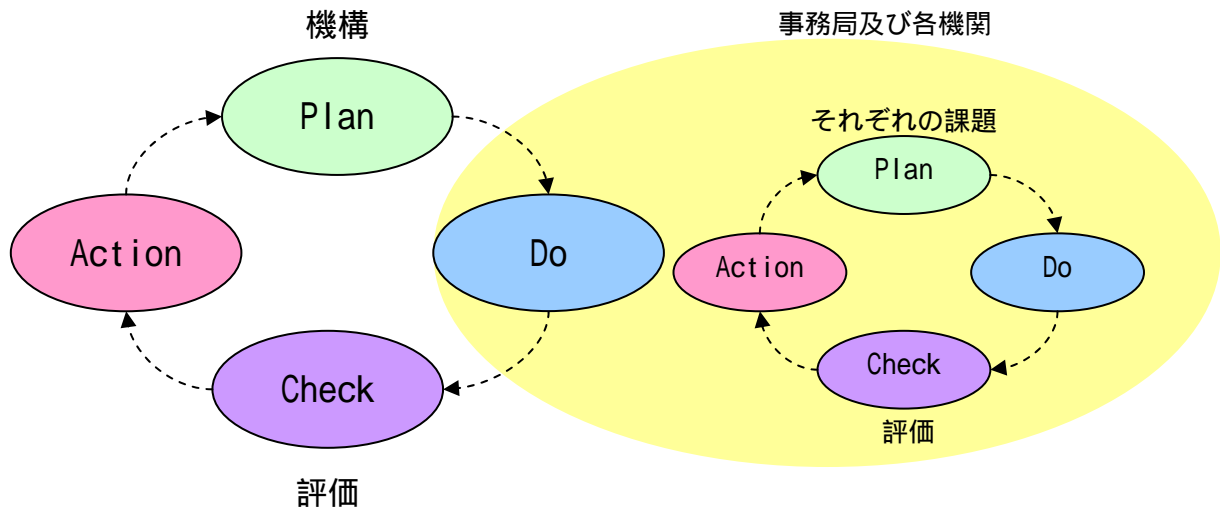 機構
事務局及び各機関
Plan
それぞれの課題
Plan
Action
Do
Action
Do
Check
Check
評価
評価